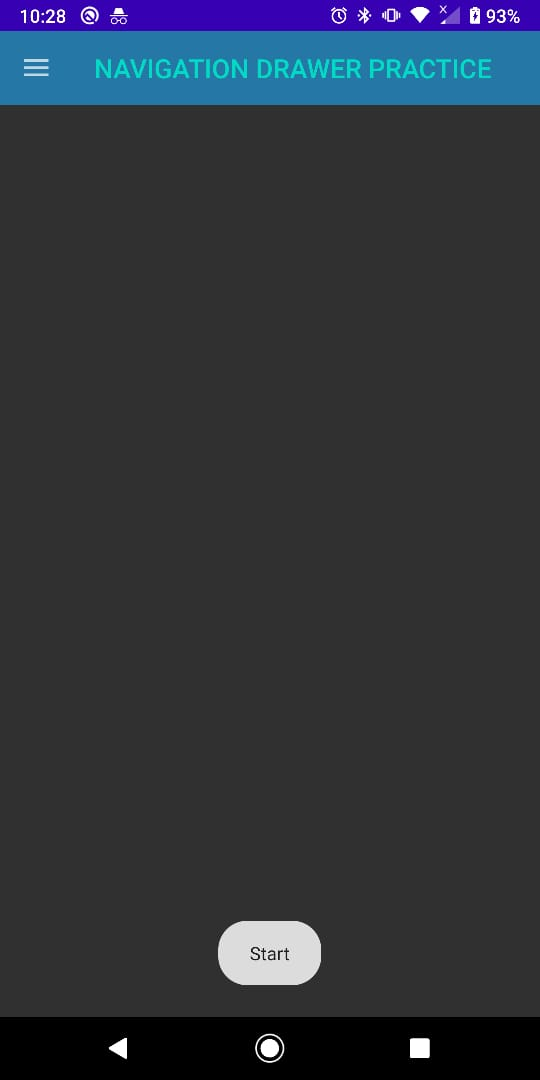 10:28 93%
NAVIGATION DRAWER PRACTICE
Start